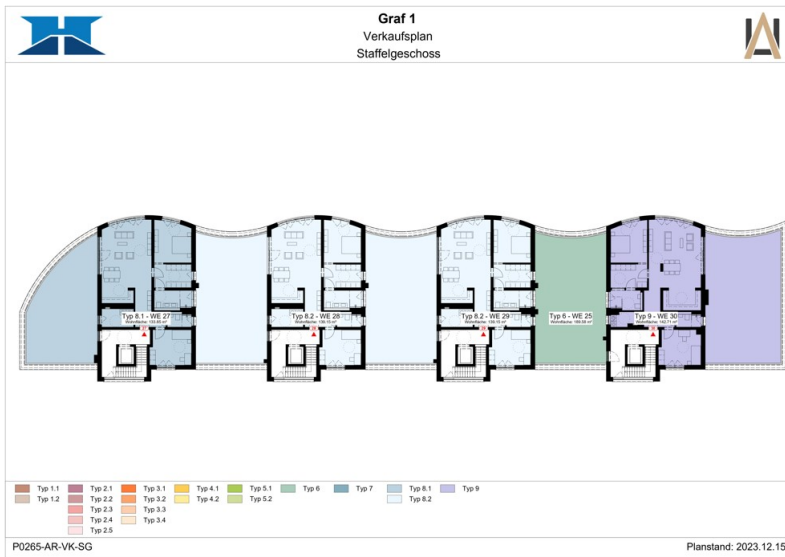 Graf 1
Verkaufsplan
Staffelgeschoss
Typ 8.1 - WE 27
Typ 8.2 - WE 28
Typ 8.2 - WE 29
Typ 6 - WE 25
Typ 9 - WE 30
Typ 1.1
Typ 2.1
Typ 3.1
Typ 4.1
Typ 5.1
Typ 6
Typ 7
Typ 8.1
Typ 9
Typ 1.2
Typ 2.2
Typ 3.2
Typ 4.2
Typ 5.2
Typ 8.2
Typ 2.3
Typ 3.3
Typ 2.4
Typ 3.4
Typ 2.5
P0265-AR-VK-SG
Planstand: 2023.12.15